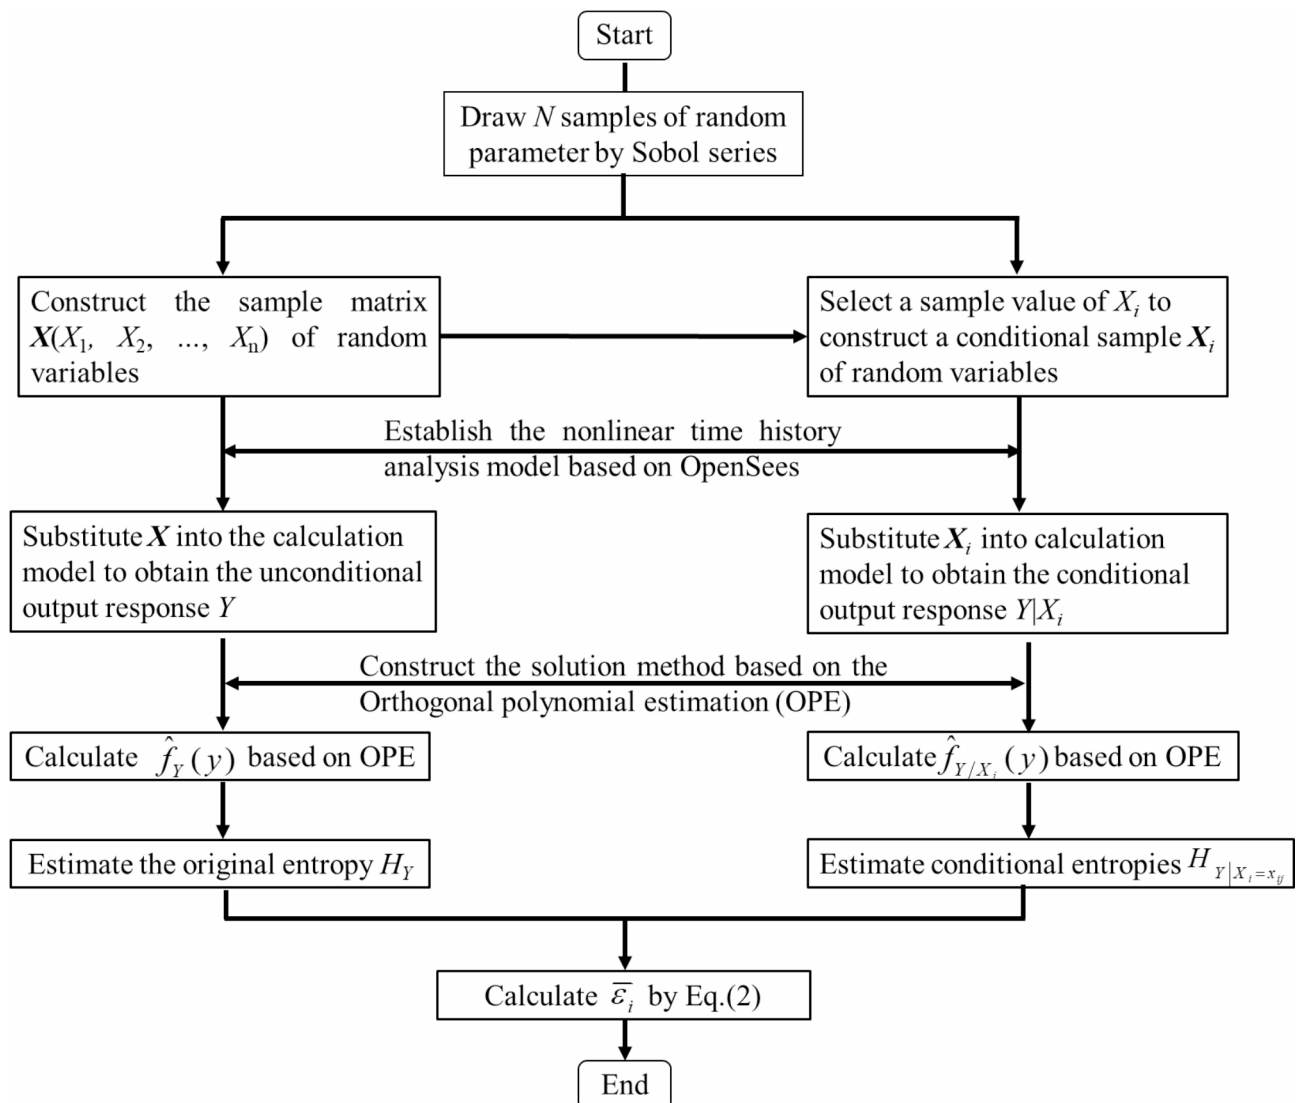 Start
Draw N samples of random
parameter by Sobol series
Construct the sample matrix
X(X₁, X₂, ..., Xₙ) of random
variables
Select a sample value of Xᵢ to
construct a conditional sample Xᵢ
of random variables
Establish the nonlinear time history
analysis model based on OpenSees
Substitute X into the calculation
model to obtain the unconditional
output response Y
Substitute Xᵢ into calculation
model to obtain the conditional
output response Y|Xᵢ
Construct the solution method based on the
Orthogonal polynomial estimation (OPE)
Calculate f̂_Y(y) based on OPE
Calculate f̂_{Y/Xᵢ}(y) based on OPE
Estimate the original entropy H_Y
Estimate conditional entropies H_{Y|Xᵢ=xᵢⱼ}
Calculate ε̅ᵢ by Eq.(2)
End